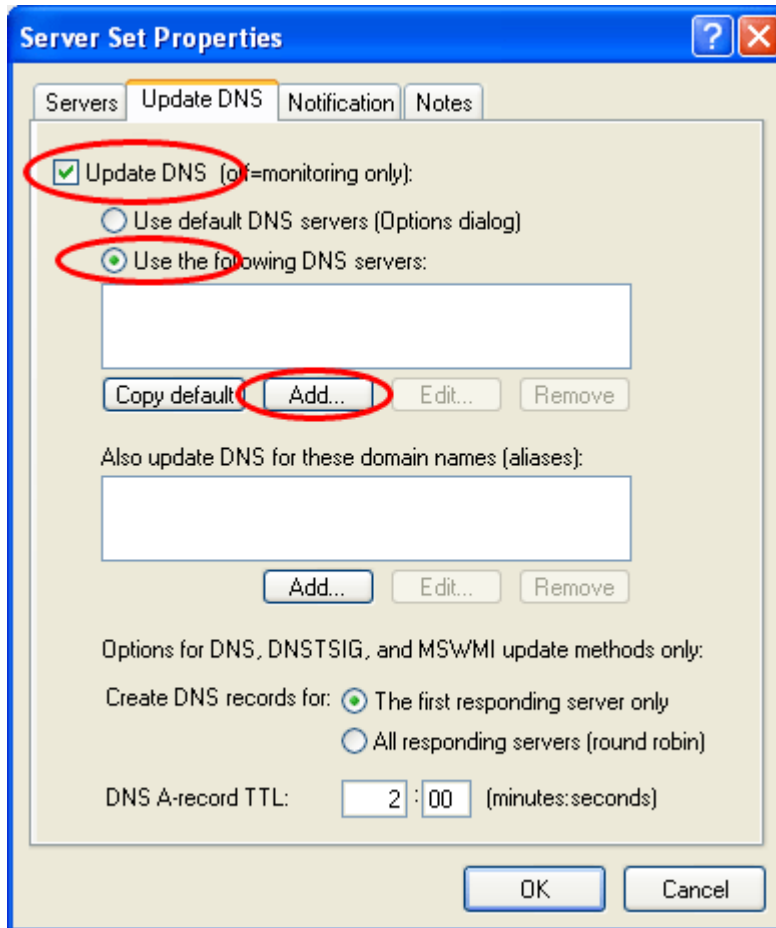 Server Set Properties
Servers Update DNS Notification Notes
Update DNS (off=monitoring only):
Use default DNS servers (Options dialog)
Use the following DNS servers:
Copy default Add... Edit... Remove
Also update DNS for these domain names (aliases):
Add... Edit... Remove
Options for DNS, DNSTSIG, and MSWMI update methods only:
Create DNS records for: The first responding server only
All responding servers (round robin)
DNS A-record TTL: 2 : 00 (minutes:seconds)
OK Cancel